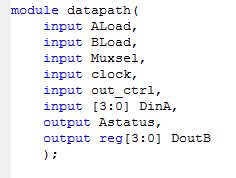 module datapath(
input ALoad,
input BLoad,
input Muxsel,
input clock,
input out_ctrl,
input [3:0] DinA,
output Astatus,
output reg[3:0] DoutB
);